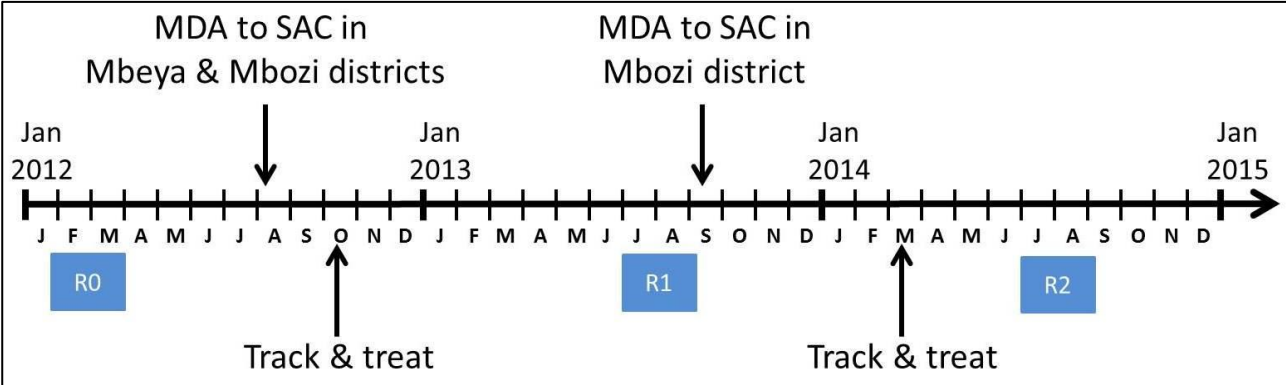 MDA to SAC in
Mbeya & Mbozi districts
MDA to SAC in
Mbozi district
Jan
2012
Jan
2013
Jan
2014
Jan
2015
J F M A M J J A S O N D J F M A M J J A S O N D J F M A M J J A S O N D
R0 R1 R2
Track & treat Track & treat